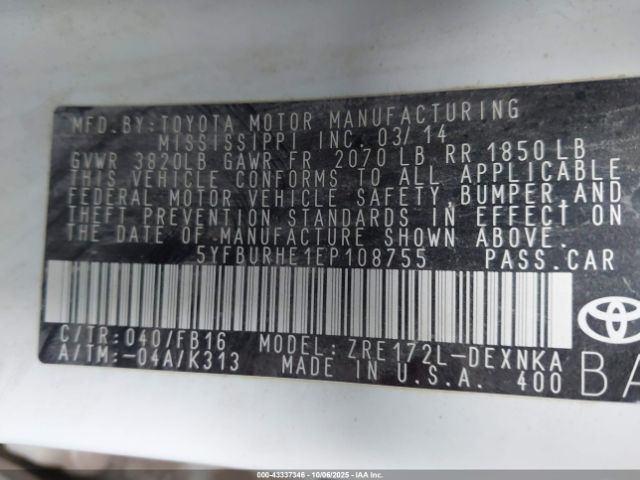 MFD.BY:TOYOTA MOTOR MANUFACTURING
MISSISSIPPI INC. 03/14
GVWR 3820LB GAWR FR 2070 LB RR 1850 LB
THIS VEHICLE CONFORMS TO ALL APPLICABLE
FEDERAL MOTOR VEHICLE SAFETY,BUMPER,AND
THEFT PREVENTION STANDARDS IN EFFECT ON
THE DATE OF MANUFACTURE SHOWN ABOVE.
5YFBURHE1EP108755 PASS.CAR
C/TR:040/FB16 MODEL:ZRE172L-DEXNKA
A/TM:-04A/K313 MADE IN U.S.A. 400
BA
000-43337346 - 10/06/2025 - © IAA, Inc.